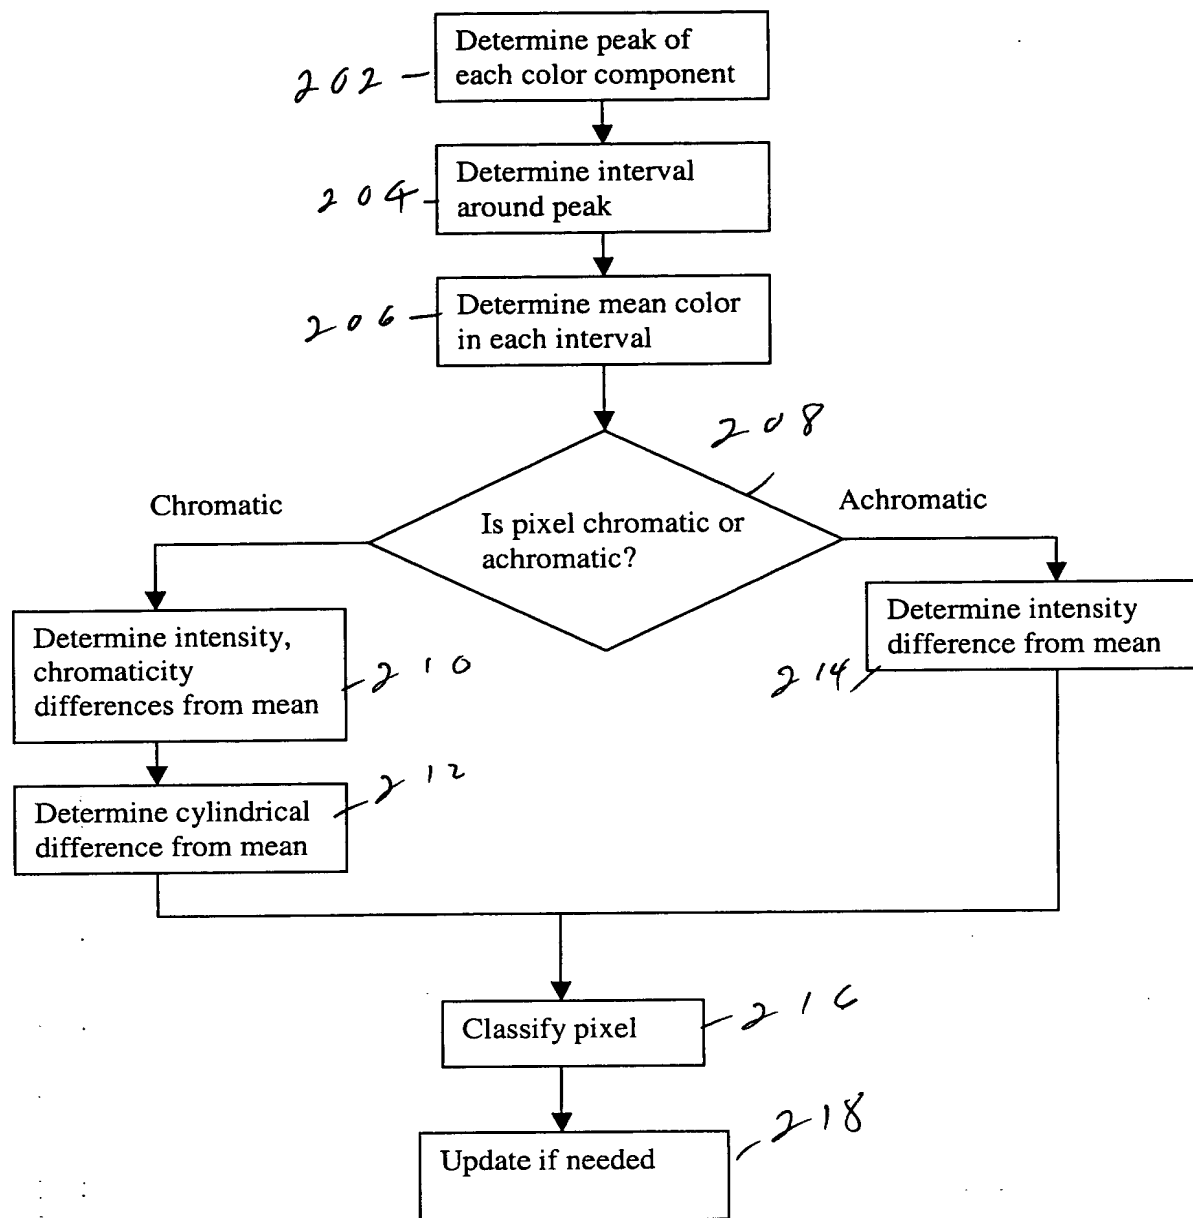 Determine peak of
each color component
202
Determine interval
around peak
204
Determine mean color
in each interval
206
208
Chromatic
Is pixel chromatic or
achromatic?
Achromatic
Determine intensity,
chromaticity
differences from mean
210
Determine intensity
difference from mean
214
Determine cylindrical
difference from mean
212
Classify pixel
216
Update if needed
218